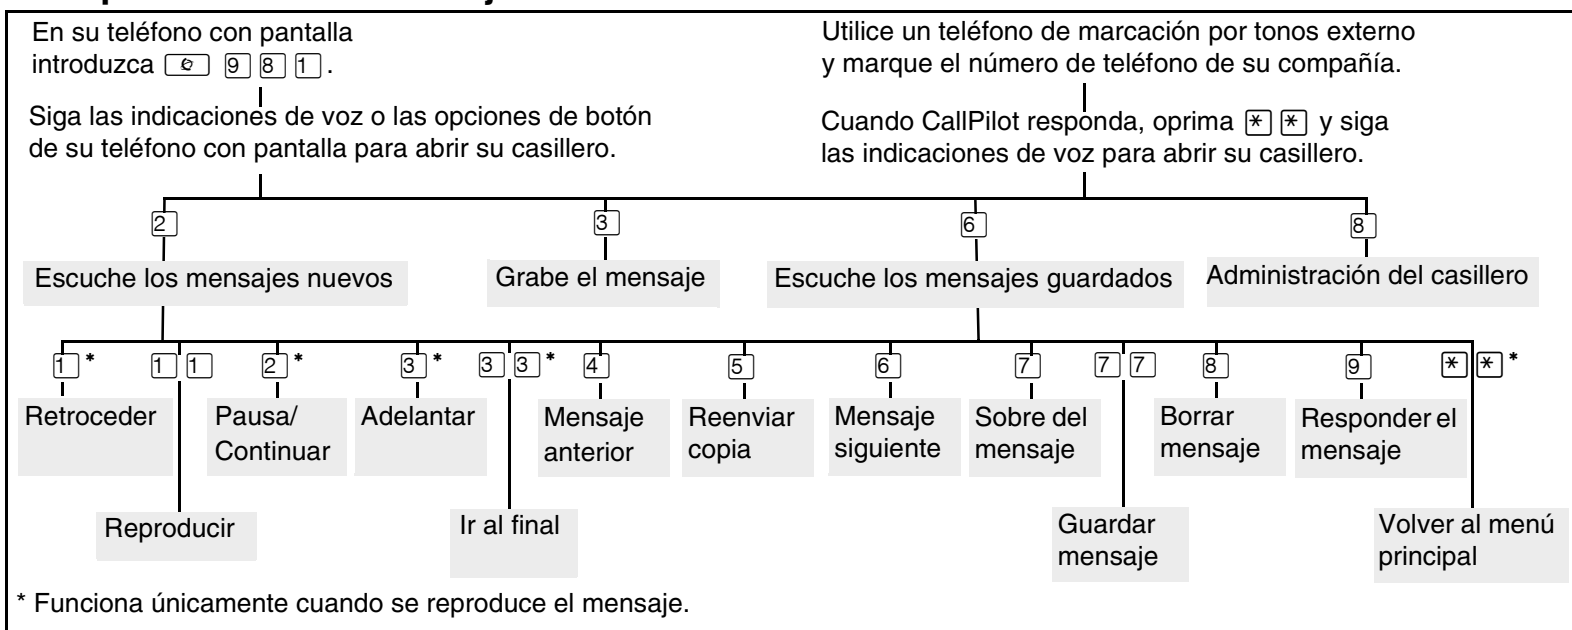 En su teléfono con pantalla
introduzca 9 8 1 .
Siga las indicaciones de voz o las opciones de botón
de su teléfono con pantalla para abrir su casillero.
Utilice un teléfono de marcación por tonos externo
y marque el número de teléfono de su compañía.
Cuando CallPilot responda, oprima * * y siga
las indicaciones de voz para abrir su casillero.
2
Escuche los mensajes nuevos
3
Grabe el mensaje
6
Escuche los mensajes guardados
8
Administración del casillero
1 *
Retroceder
1 1
Reproducir
2 *
Pausa/
Continuar
3 *
Adelantar
3 3 *
Ir al final
4
Mensaje
anterior
5
Reenviar
copia
6
Mensaje
siguiente
7
Sobre del
mensaje
7 7
Guardar
mensaje
8
Borrar
mensaje
9
Responder el
mensaje
* * *
Volver al menú
principal
* Funciona únicamente cuando se reproduce el mensaje.